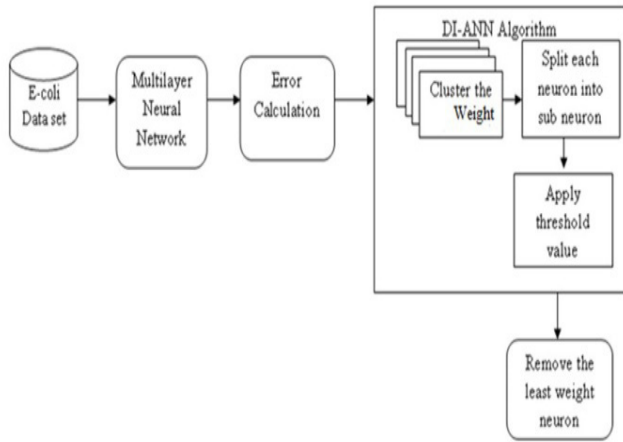 E-coli
Data set
Multilayer
Neural
Network
Error
Calculation
DI-ANN Algorithm
Cluster the
Weight
Split each
neuron into
sub neuron
Apply
threshold
value
Remove the
least weight
neuron